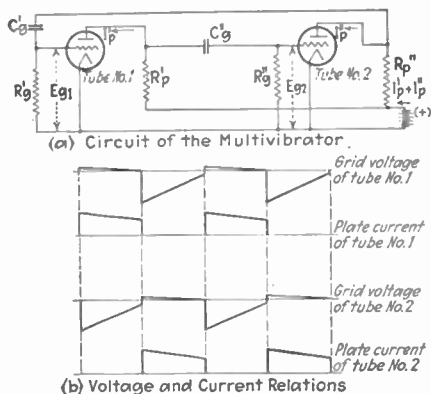 C'g
I'p
C"g
I"p
R'g
Eg1
Tube No.1
R'p
R"g
Eg2
Tube No.2
Rp"
I'p+I"p
(+)
(a) Circuit of the Multivibrator
Grid voltage
of tube No.1
Plate current
of tube No.1
Grid voltage
of tube No.2
Plate current
of tube No.2
(b) Voltage and Current Relations